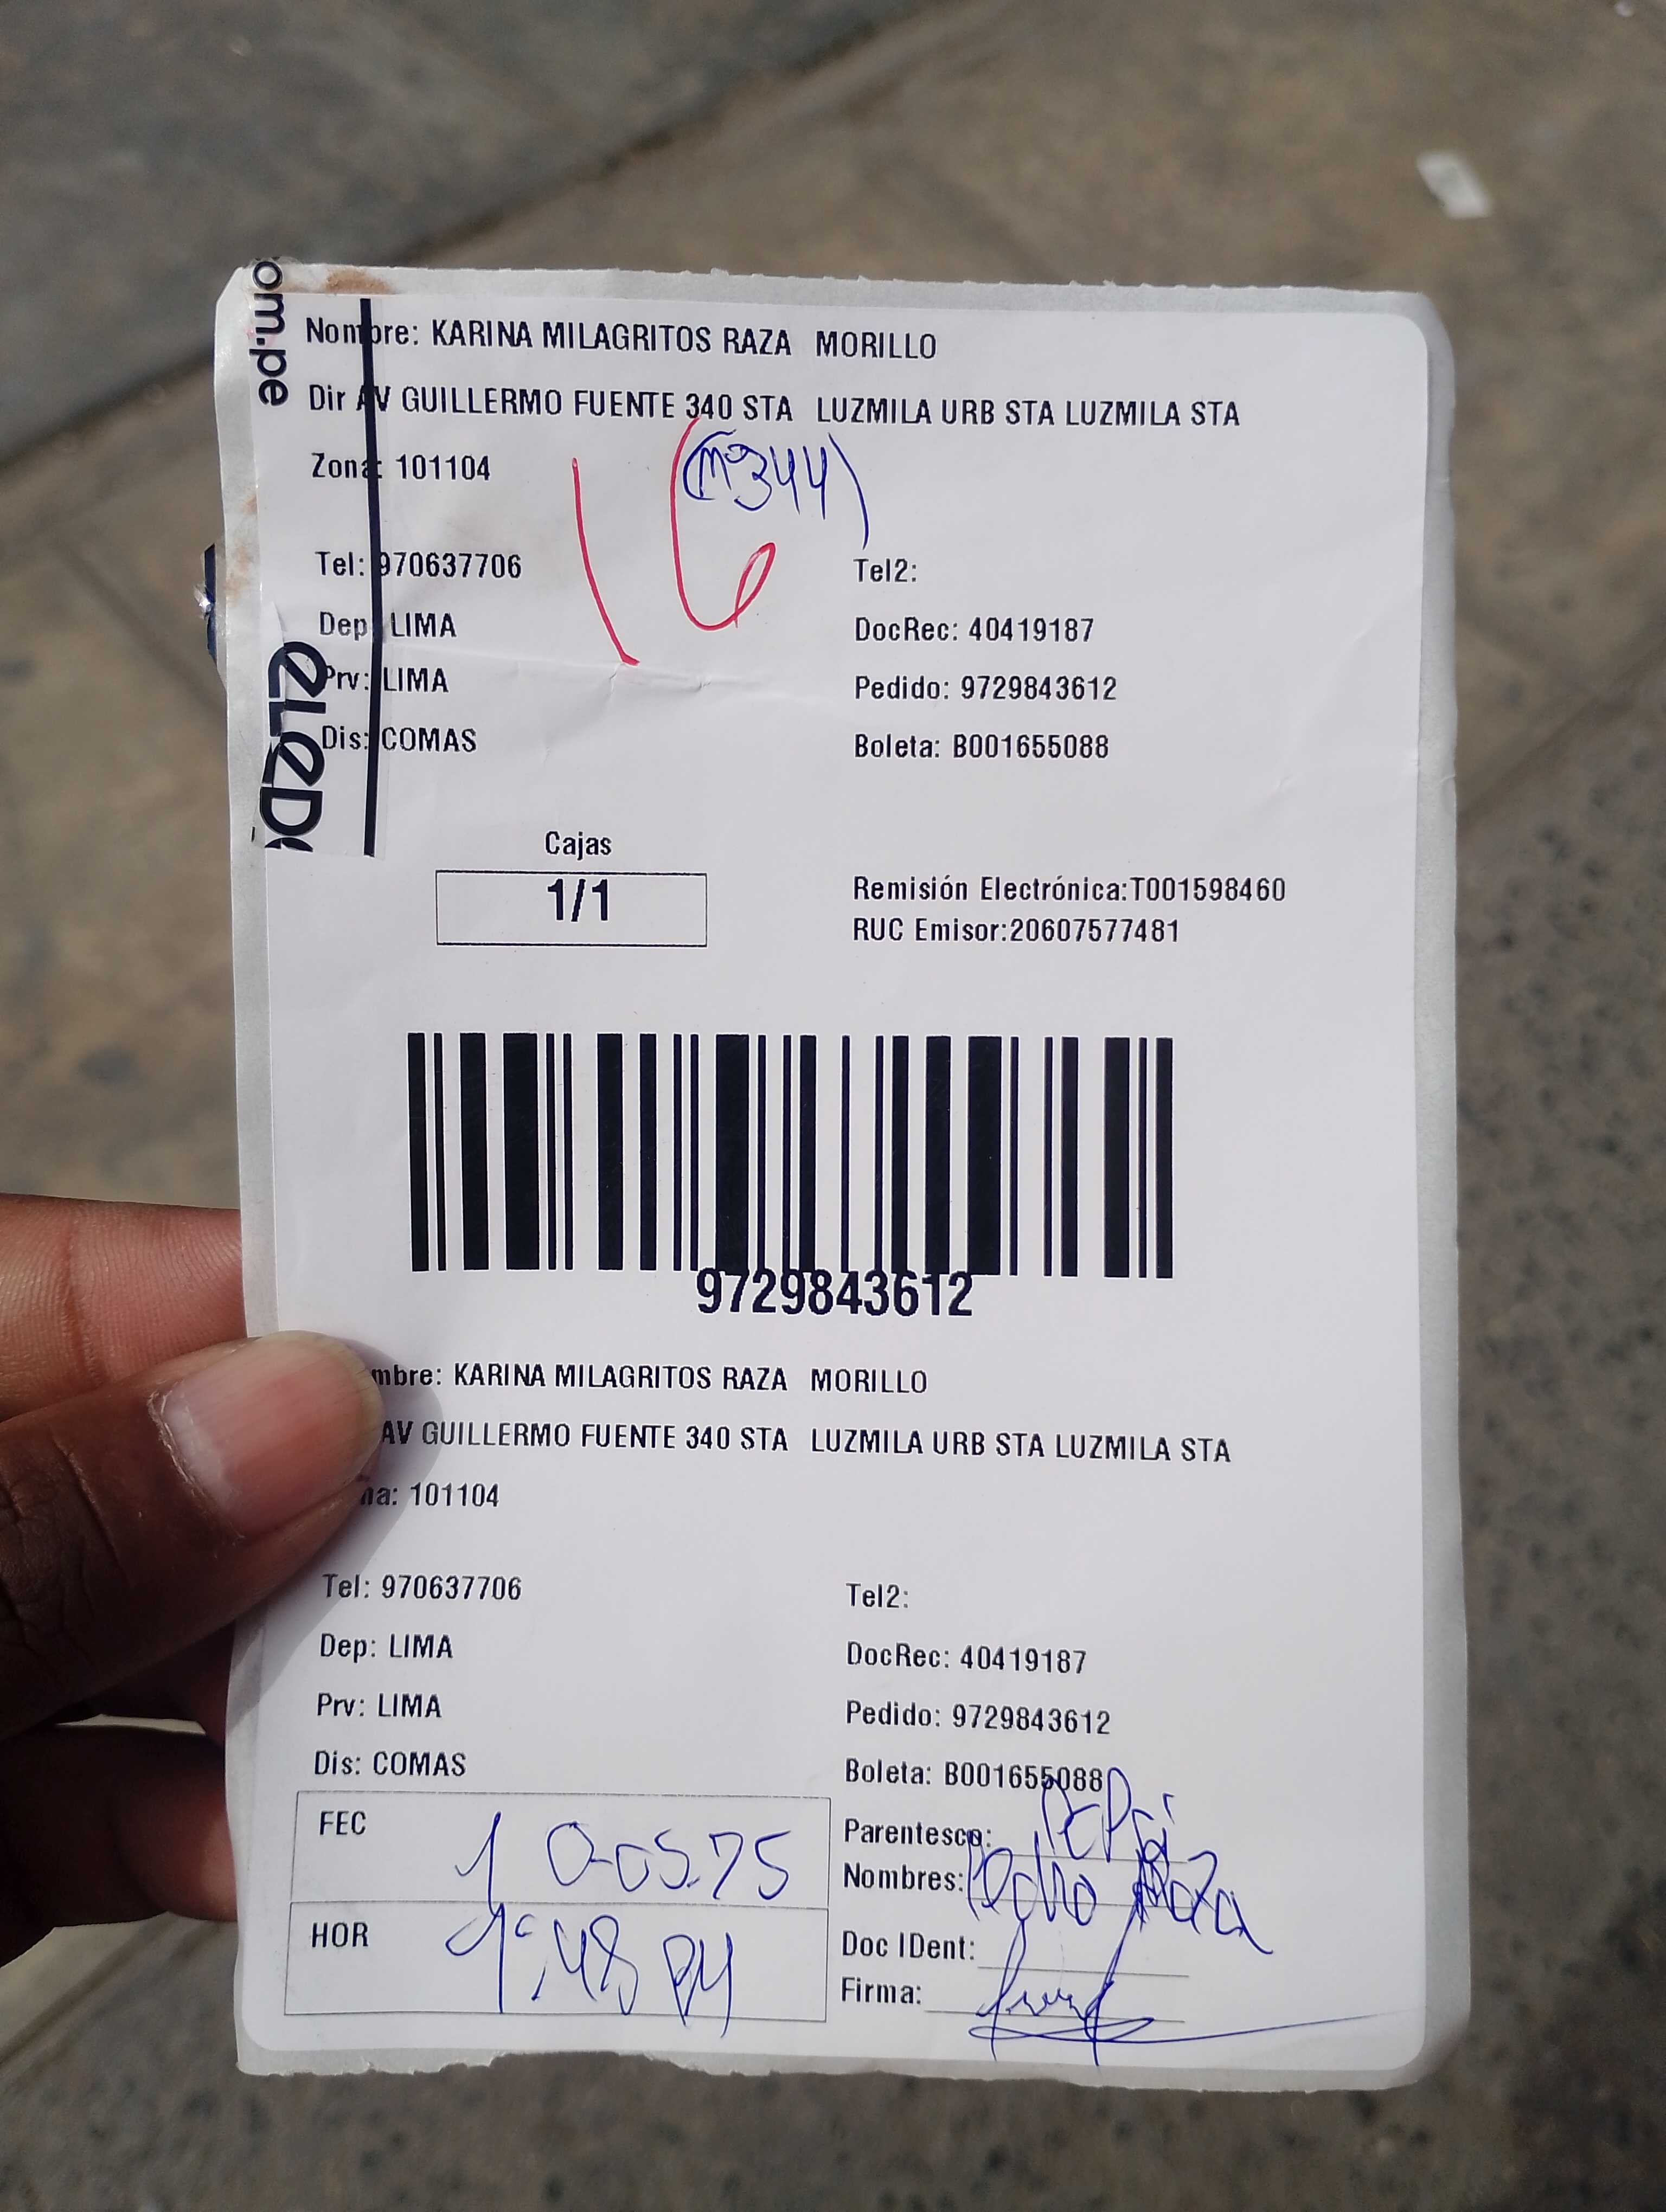 om.pe
Nombre: KARINA MILAGRITOS RAZA MORILLO
Dir AV GUILLERMO FUENTE 340 STA LUZMILA URB STA LUZMILA STA
Zona: 101104
(Nº344)
16
Tel: 970637706
Tel2:
Dep: LIMA
DocRec: 40419187
Prv: LIMA
Pedido: 9729843612
Dis: COMAS
Boleta: B001655088
Cajas
1/1
Remisión Electrónica:T001598460
RUC Emisor:20607577481
9729843612
mbre: KARINA MILAGRITOS RAZA MORILLO
AV GUILLERMO FUENTE 340 STA LUZMILA URB STA LUZMILA STA
na: 101104
Tel: 970637706
Tel2:
Dep: LIMA
DocRec: 40419187
Prv: LIMA
Pedido: 9729843612
Dis: COMAS
Boleta: B001655088
FEC
Parentesco:
Nombres: Pedro Raza
HOR 1:48 PM
Doc IDent:
Firma: